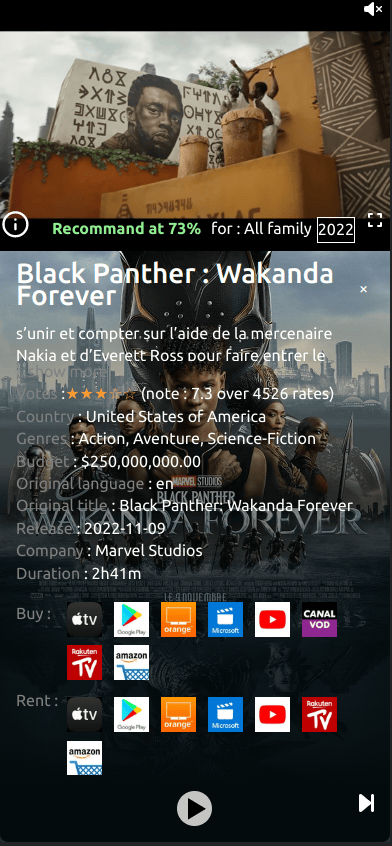 Recommand at 73% for : All family 2022
Black Panther : Wakanda
Forever
×
s'unir et compter sur l'aide de la mercenaire
Nakia et d'Everett Ross pour faire entrer le
show more
Votes : ★★★☆☆ (note : 7.3 over 4526 rates)
Country : United States of America
Genres : Action, Aventure, Science-Fiction
Budget : $250,000,000.00
Original language : en
MARVEL STUDIOS
BLACK PANTHER
Original title : Black Panther: Wakanda Forever
WAKANDA FOREVER
Release : 2022-11-09
Company : Marvel Studios
Duration : 2h41m
LE 9 NOVEMBRE
Buy : tv Google Play orange Microsoft CANAL VOD
Rakuten TV amazon
Rent : tv Google Play orange Microsoft Rakuten TV
amazon